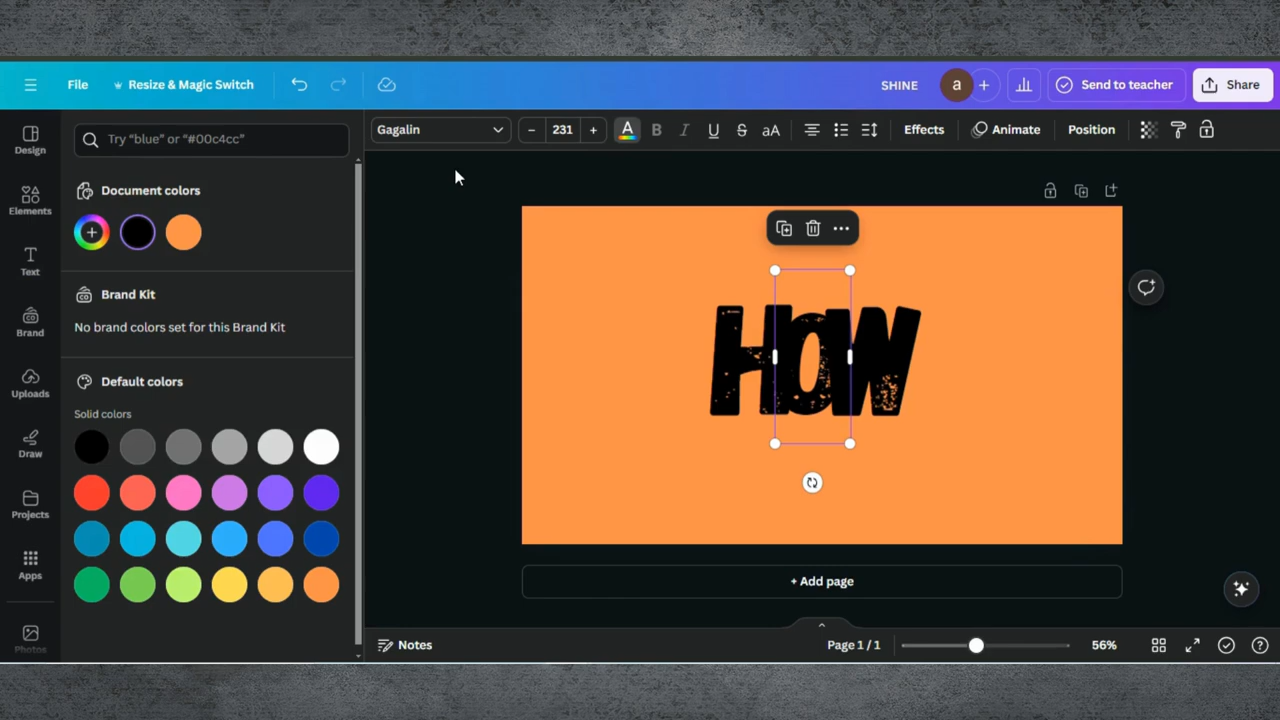 File
Resize & Magic Switch
SHINE
a
Send to teacher
Share
Design
Elements
Text
Brand
Uploads
Draw
Projects
Apps
Photos
Try “blue” or “#00c4cc”
Document colors
Brand Kit
No brand colors set for this Brand Kit
Default colors
Solid colors
Gagalin
– 231 +
A B I U S aA
Effects
Animate
Position
HOW
+ Add page
Notes
Page 1 / 1
56%